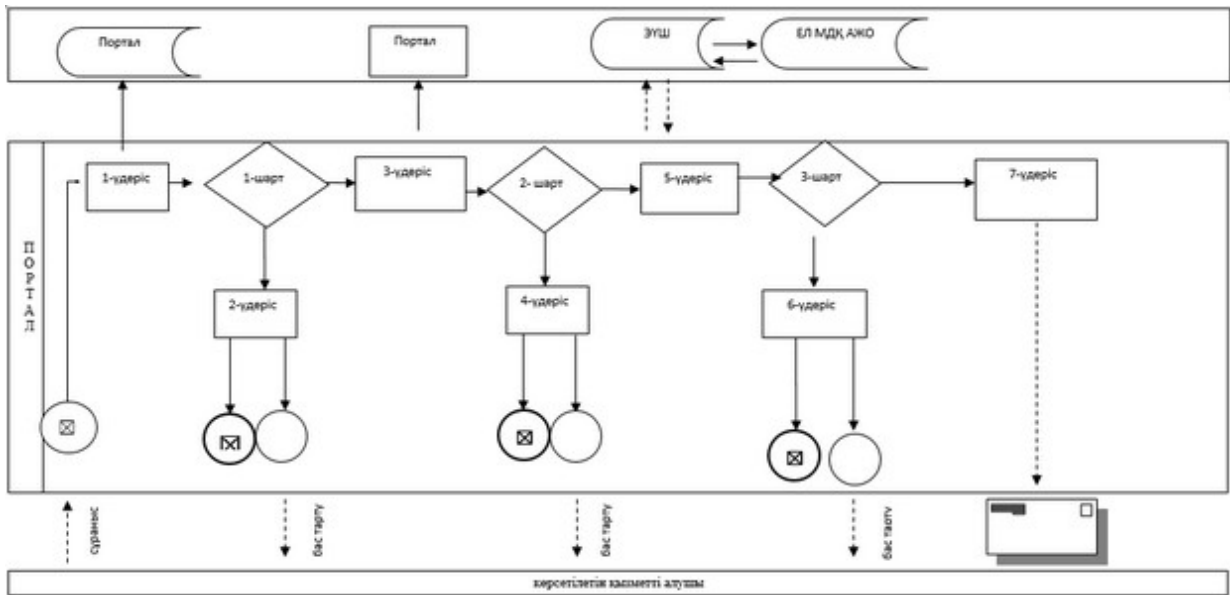 Портал
Портал
ЭҮШ
ЕЛ МДҚ АЖО
1-үдеріс
1-шарт
3-үдеріс
2- шарт
5-үдеріс
3-шарт
7-үдеріс
ПОРТАЛ
2-үдеріс
4-үдеріс
6-үдеріс
сұраныс
бас тарту
бас тарту
бас тарту
көрсетілетін қызметті алушы